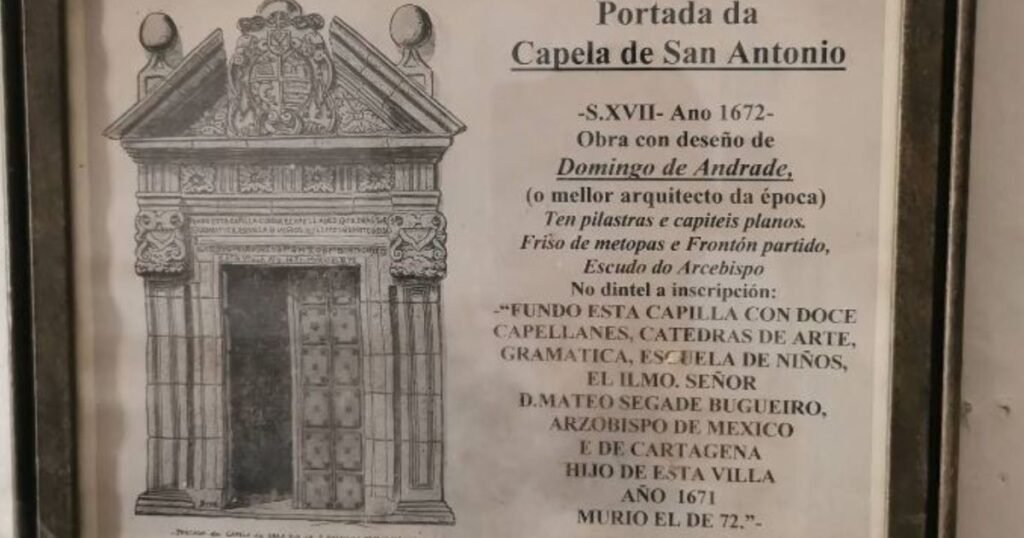 Portada da
Capela de San Antonio
-S.XVII- Ano 1672-
Obra con deseño de
Domingo de Andrade,
(o mellor arquitecto da época)
Ten pilastras e capiteis planos.
Friso de metopas e Frontón partido,
Escudo do Arcebispo
No dintel a inscripción:
-“FUNDO ESTA CAPILLA CON DOCE
CAPELLANES, CATEDRAS DE ARTE,
GRAMATICA, ESCUELA DE NIÑOS,
EL ILMO. SEÑOR
D.MATEO SEGADE BUGUEIRO,
ARZOBISPO DE MEXICO
E DE CARTAGENA
HIJO DE ESTA VILLA
AÑO 1671
MURIO EL DE 72.”-